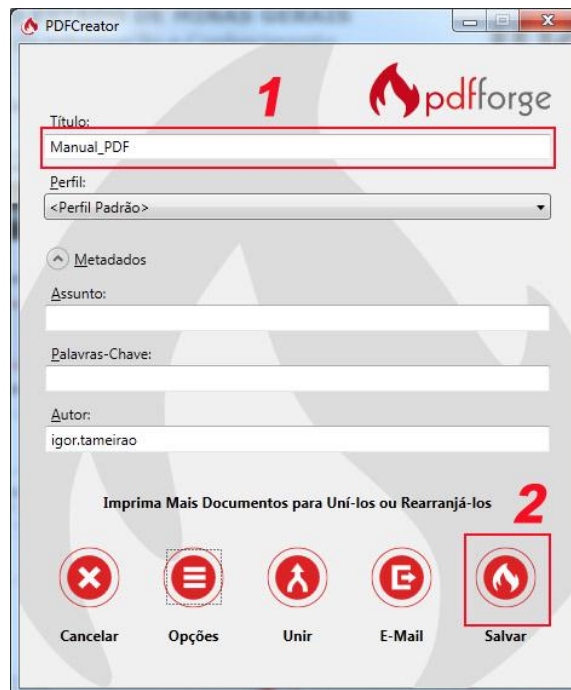 PDFCreator
1
pdfforge
Título:
Manual_PDF
Perfil:
<Perfil Padrão>
Metadados
Assunto:
Palavras-Chave:
Autor:
igor.tameirao
Imprima Mais Documentos para Uní-los ou Rearranjá-los
2
Cancelar Opções Unir E-Mail Salvar